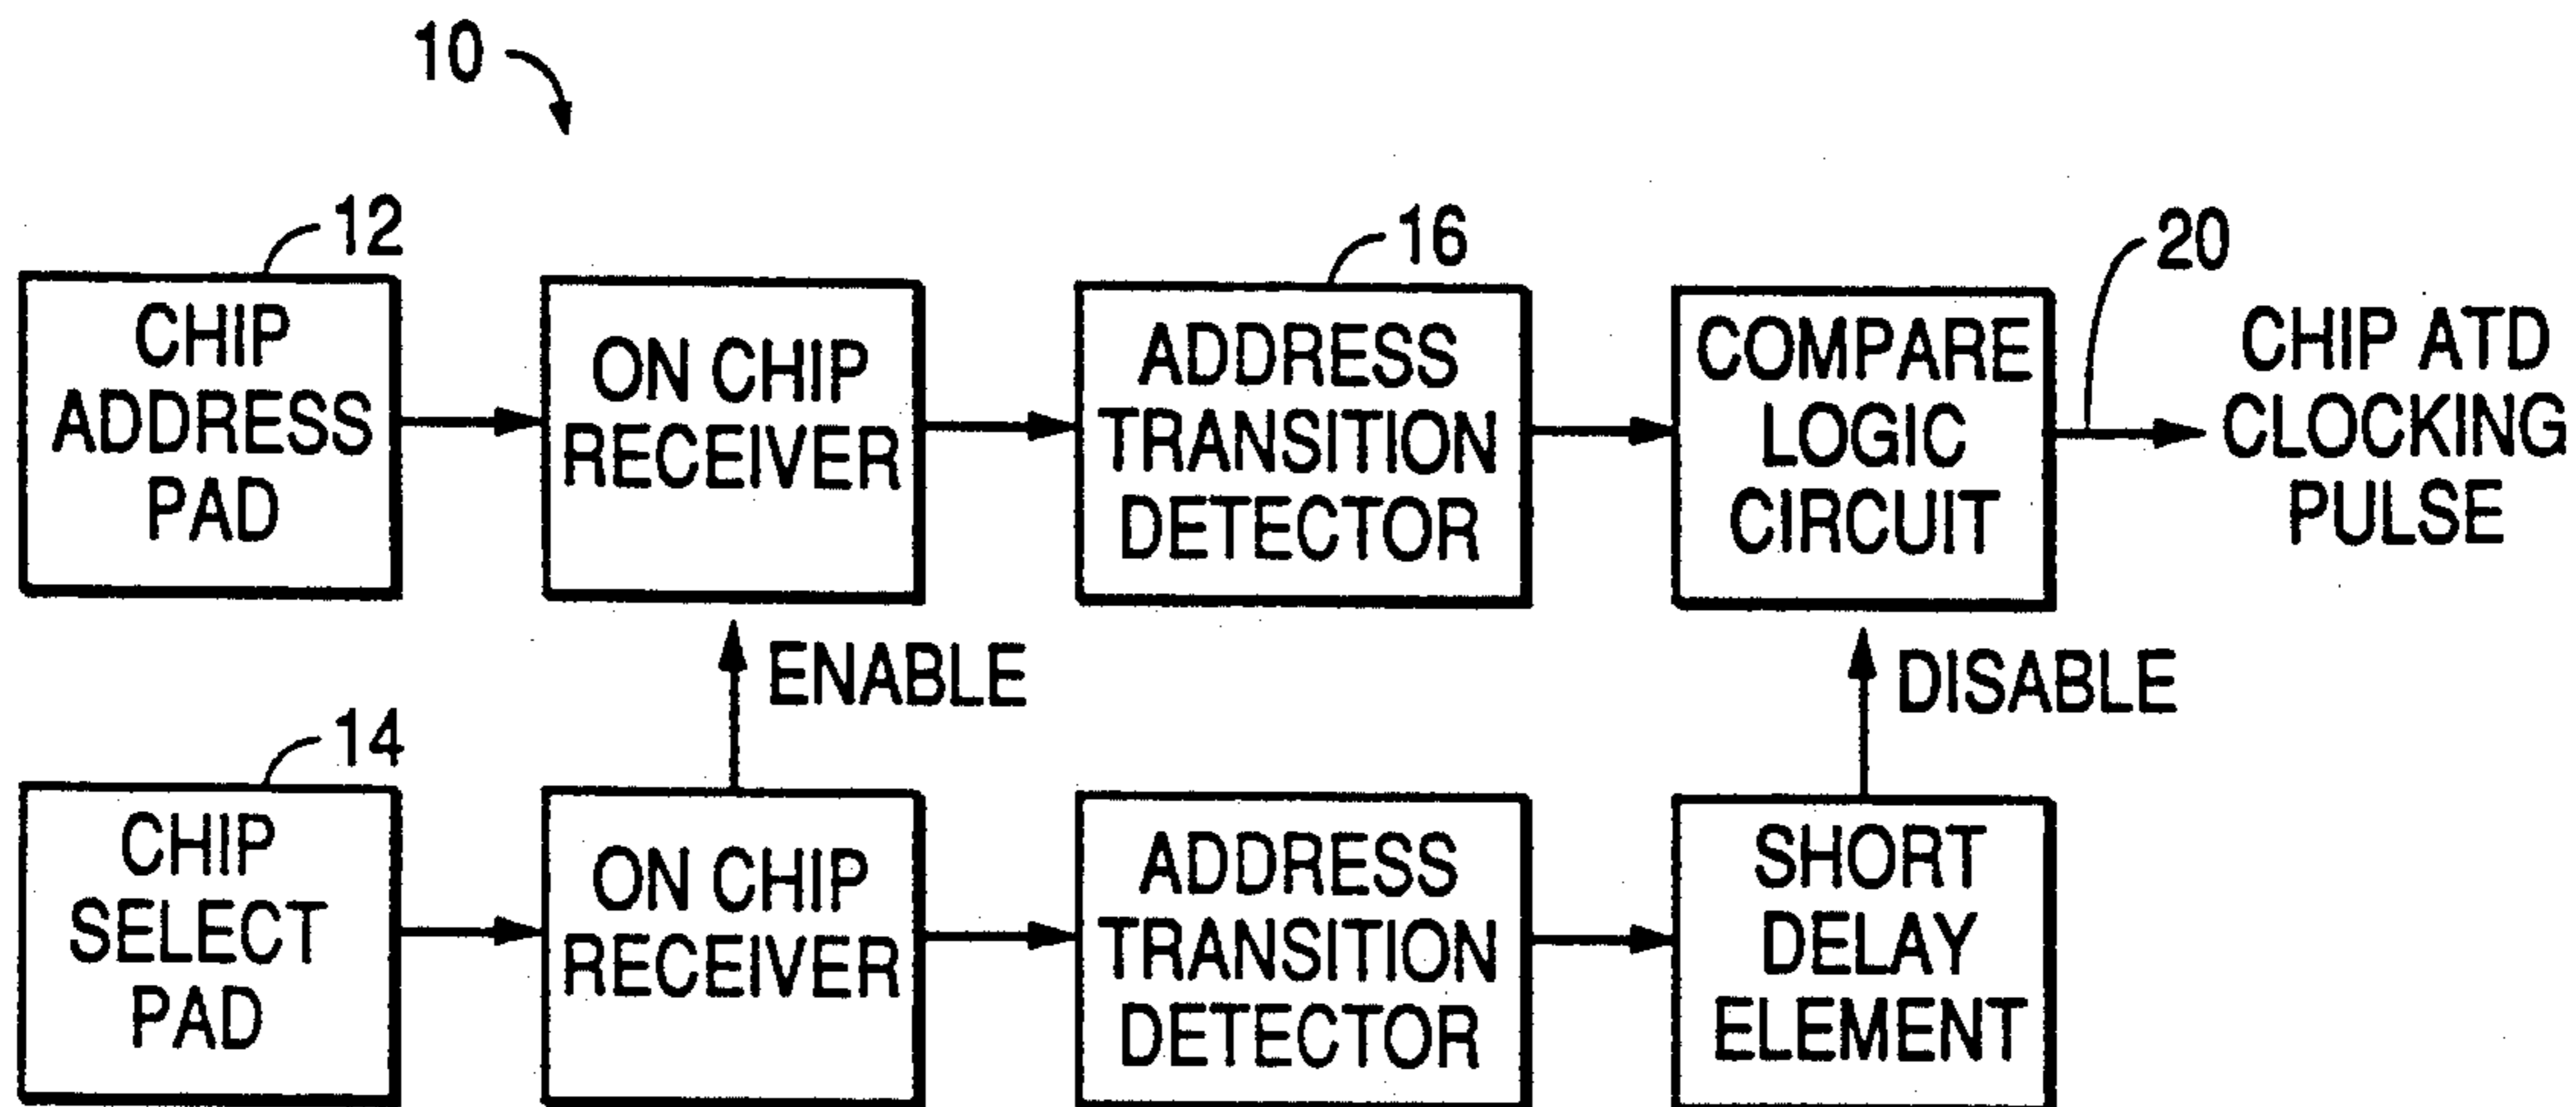 10
12
CHIP
ADDRESS
PAD
ON CHIP
RECEIVER
16
ADDRESS
TRANSITION
DETECTOR
COMPARE
LOGIC
CIRCUIT
20
CHIP ATD
CLOCKING
PULSE
ENABLE
DISABLE
14
CHIP
SELECT
PAD
ON CHIP
RECEIVER
ADDRESS
TRANSITION
DETECTOR
SHORT
DELAY
ELEMENT